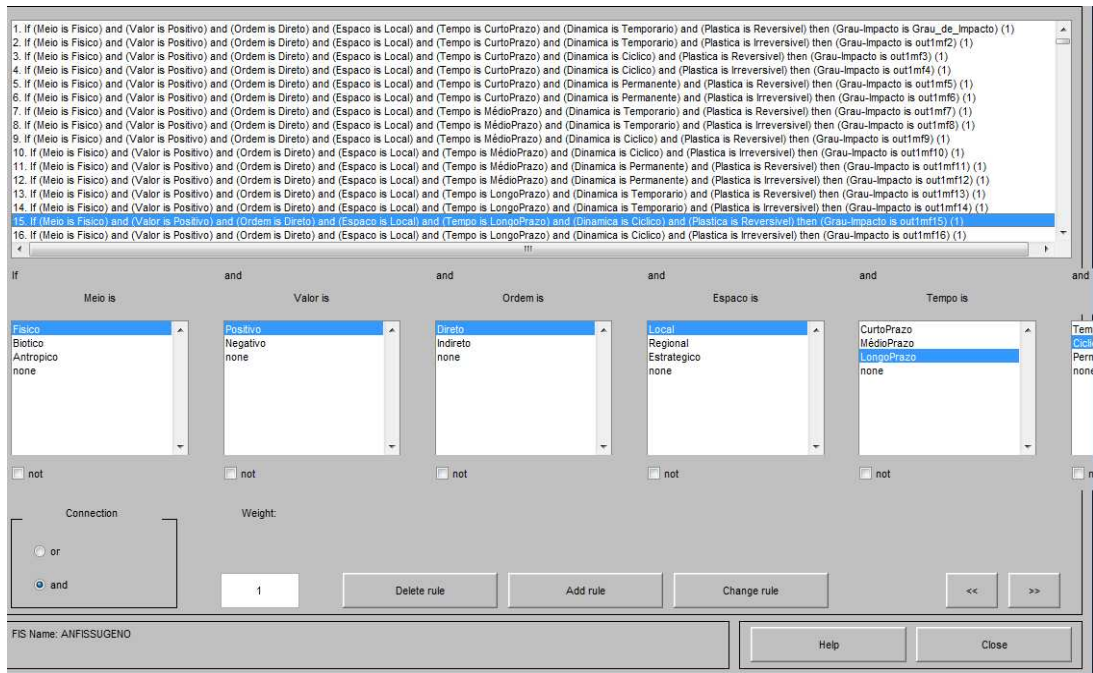 1. If (Meio is Fisico) and (Valor is Positivo) and (Ordem is Direto) and (Espaco is Local) and (Tempo is CurtoPrazo) and (Dinamica is Temporario) and (Plastica is Reversivel) then (Grau-Impacto is Grau_de_Impacto) (1)
2. If (Meio is Fisico) and (Valor is Positivo) and (Ordem is Direto) and (Espaco is Local) and (Tempo is CurtoPrazo) and (Dinamica is Temporario) and (Plastica is Irreversivel) then (Grau-Impacto is out1mf2) (1)
3. If (Meio is Fisico) and (Valor is Positivo) and (Ordem is Direto) and (Espaco is Local) and (Tempo is CurtoPrazo) and (Dinamica is Ciclico) and (Plastica is Reversivel) then (Grau-Impacto is out1mf3) (1)
4. If (Meio is Fisico) and (Valor is Positivo) and (Ordem is Direto) and (Espaco is Local) and (Tempo is CurtoPrazo) and (Dinamica is Ciclico) and (Plastica is Irreversivel) then (Grau-Impacto is out1mf4) (1)
5. If (Meio is Fisico) and (Valor is Positivo) and (Ordem is Direto) and (Espaco is Local) and (Tempo is CurtoPrazo) and (Dinamica is Permanente) and (Plastica is Reversivel) then (Grau-Impacto is out1mf5) (1)
6. If (Meio is Fisico) and (Valor is Positivo) and (Ordem is Direto) and (Espaco is Local) and (Tempo is CurtoPrazo) and (Dinamica is Permanente) and (Plastica is Irreversivel) then (Grau-Impacto is out1mf6) (1)
7. If (Meio is Fisico) and (Valor is Positivo) and (Ordem is Direto) and (Espaco is Local) and (Tempo is MédioPrazo) and (Dinamica is Temporario) and (Plastica is Reversivel) then (Grau-Impacto is out1mf7) (1)
8. If (Meio is Fisico) and (Valor is Positivo) and (Ordem is Direto) and (Espaco is Local) and (Tempo is MédioPrazo) and (Dinamica is Temporario) and (Plastica is Irreversivel) then (Grau-Impacto is out1mf8) (1)
9. If (Meio is Fisico) and (Valor is Positivo) and (Ordem is Direto) and (Espaco is Local) and (Tempo is MédioPrazo) and (Dinamica is Ciclico) and (Plastica is Reversivel) then (Grau-Impacto is out1mf9) (1)
10. If (Meio is Fisico) and (Valor is Positivo) and (Ordem is Direto) and (Espaco is Local) and (Tempo is MédioPrazo) and (Dinamica is Ciclico) and (Plastica is Irreversivel) then (Grau-Impacto is out1mf10) (1)
11. If (Meio is Fisico) and (Valor is Positivo) and (Ordem is Direto) and (Espaco is Local) and (Tempo is MédioPrazo) and (Dinamica is Permanente) and (Plastica is Reversivel) then (Grau-Impacto is out1mf11) (1)
12. If (Meio is Fisico) and (Valor is Positivo) and (Ordem is Direto) and (Espaco is Local) and (Tempo is MédioPrazo) and (Dinamica is Permanente) and (Plastica is Irreversivel) then (Grau-Impacto is out1mf12) (1)
13. If (Meio is Fisico) and (Valor is Positivo) and (Ordem is Direto) and (Espaco is Local) and (Tempo is LongoPrazo) and (Dinamica is Temporario) and (Plastica is Reversivel) then (Grau-Impacto is out1mf13) (1)
14. If (Meio is Fisico) and (Valor is Positivo) and (Ordem is Direto) and (Espaco is Local) and (Tempo is LongoPrazo) and (Dinamica is Temporario) and (Plastica is Irreversivel) then (Grau-Impacto is out1mf14) (1)
15. If (Meio is Fisico) and (Valor is Positivo) and (Ordem is Direto) and (Espaco is Local) and (Tempo is LongoPrazo) and (Dinamica is Ciclico) and (Plastica is Reversivel) then (Grau-Impacto is out1mf15) (1)
16. If (Meio is Fisico) and (Valor is Positivo) and (Ordem is Direto) and (Espaco is Local) and (Tempo is LongoPrazo) and (Dinamica is Ciclico) and (Plastica is Irreversivel) then (Grau-Impacto is out1mf16) (1)
If and and and and and
Meio is Valor is Ordem is Espaco is Tempo is
Fisico Positivo Direto Local CurtoPrazo Tem
Biotico Negativo Indireto Regional MédioPrazo Cicli
Antropico none none Estrategico LongoPrazo Perm
none none none none
not not not not not n
Connection Weight:
or
and 1 Delete rule Add rule Change rule << >>
FIS Name: ANFISSUGENO Help Close